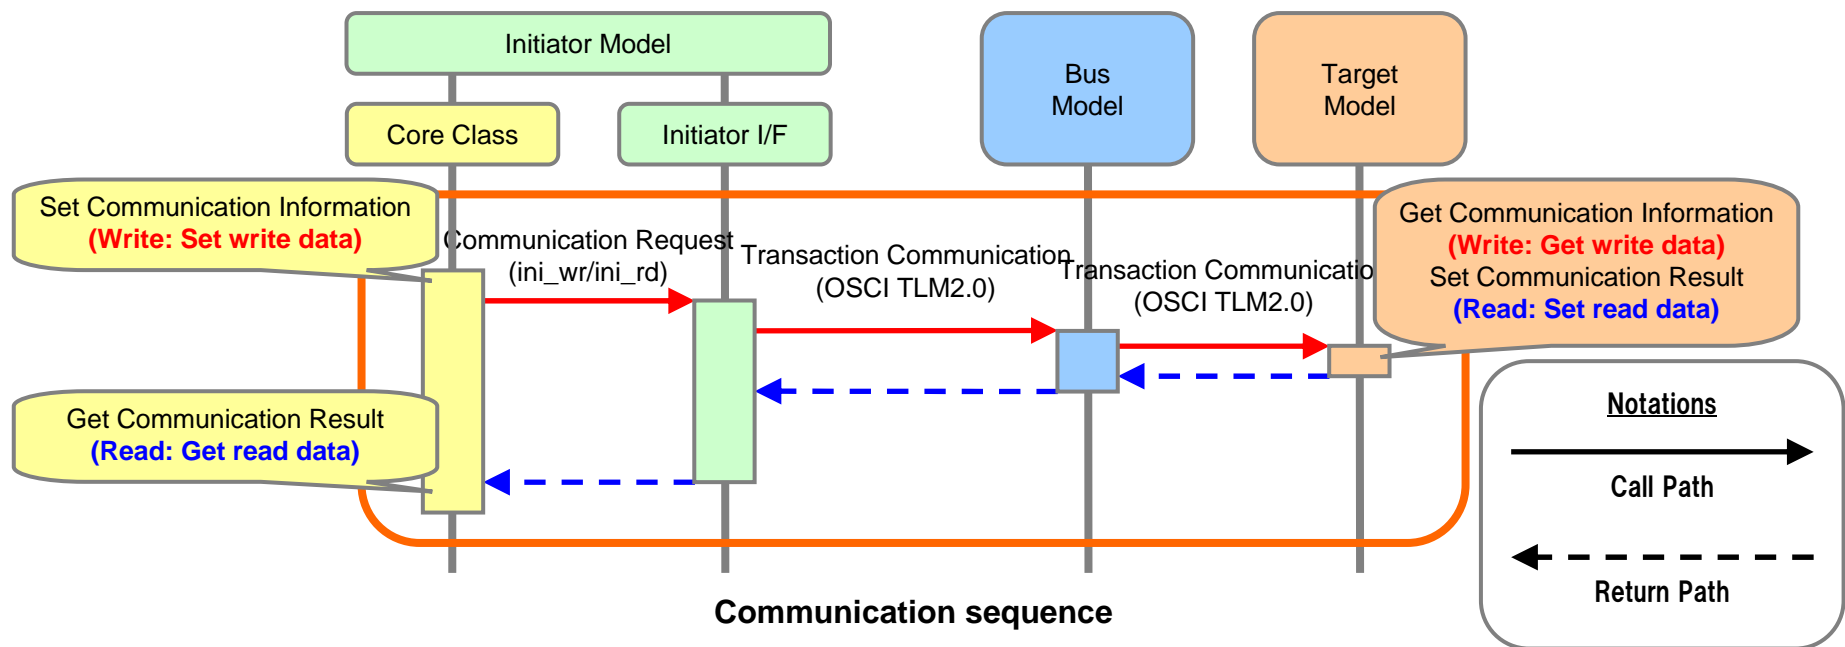 Initiator Model
Bus
Model
Target
Model
Core Class
Initiator I/F
Set Communication Information
(Write: Set write data)
Communication Request
(ini_wr/ini_rd)
Transaction Communication
(OSCI TLM2.0)
Transaction Communicatio
(OSCI TLM2.0)
Get Communication Information
(Write: Get write data)
Set Communication Result
(Read: Set read data)
Get Communication Result
(Read: Get read data)
Notations
Call Path
Return Path
Communication sequence